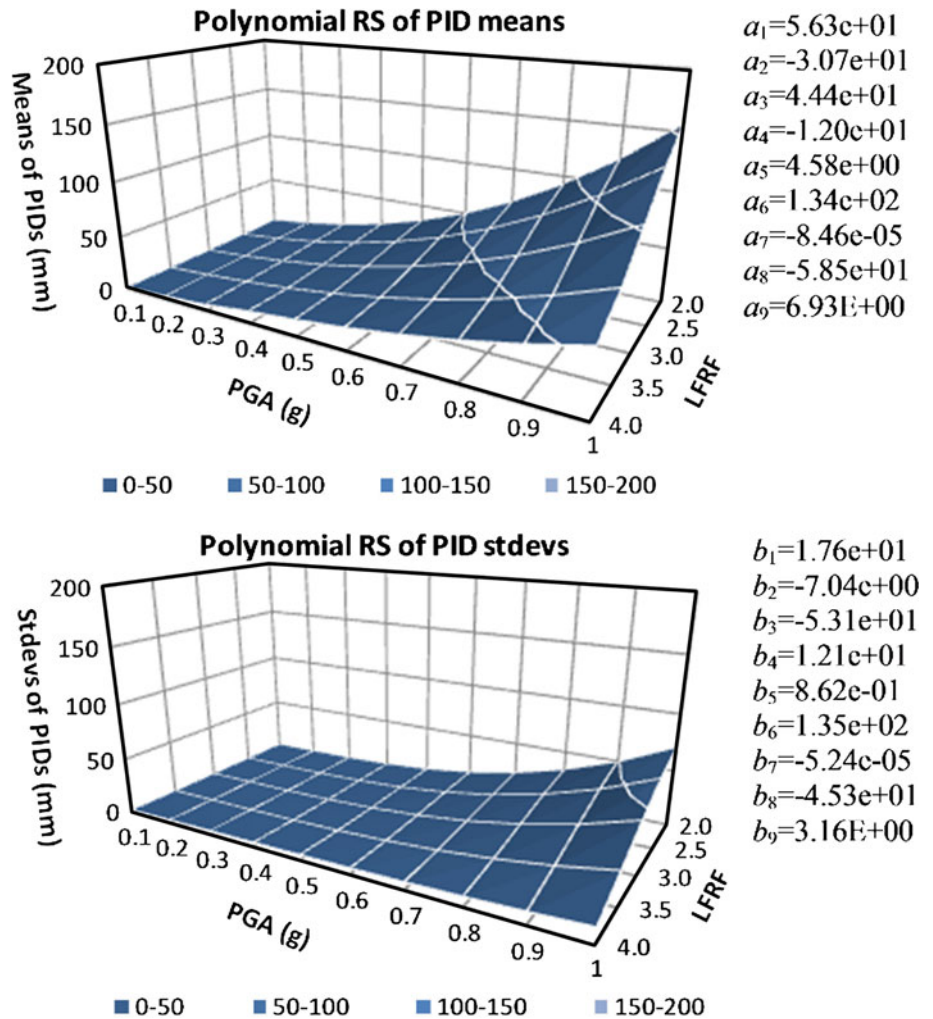 Polynomial RS of PID means
Means of PIDs (mm)
200
150
100
50
0
0.1
0.2
0.3
0.4
0.5
0.6
0.7
0.8
0.9
1
PGA (g)
2.0
2.5
3.0
3.5
4.0
LFRF
0-50
50-100
100-150
150-200
a1=5.63e+01
a2=-3.07e+01
a3=4.44e+01
a4=-1.20e+01
a5=4.58e+00
a6=1.34e+02
a7=-8.46e-05
a8=-5.85e+01
a9=6.93E+00
Polynomial RS of PID stdevs
Stdevs of PIDs (mm)
200
150
100
50
0
0.1
0.2
0.3
0.4
0.5
0.6
0.7
0.8
0.9
1
PGA (g)
2.0
2.5
3.0
3.5
4.0
LFRF
0-50
50-100
100-150
150-200
b1=1.76e+01
b2=-7.04e+00
b3=-5.31e+01
b4=1.21e+01
b5=8.62e-01
b6=1.35e+02
b7=-5.24e-05
b8=-4.53e+01
b9=3.16E+00